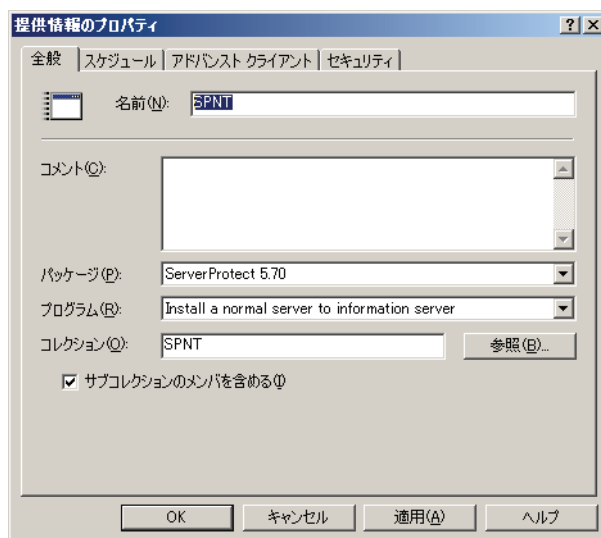 提供情報のプロパティ
全般 スケジュール アドバンスト クライアント セキュリティ
名前(N): SPNT
コメント(C):
パッケージ(P): ServerProtect 5.70
プログラム(R): Install a normal server to information server
コレクション(O): SPNT 参照(B)...
サブコレクションのメンバを含める(I)
OK キャンセル 適用(A) ヘルプ